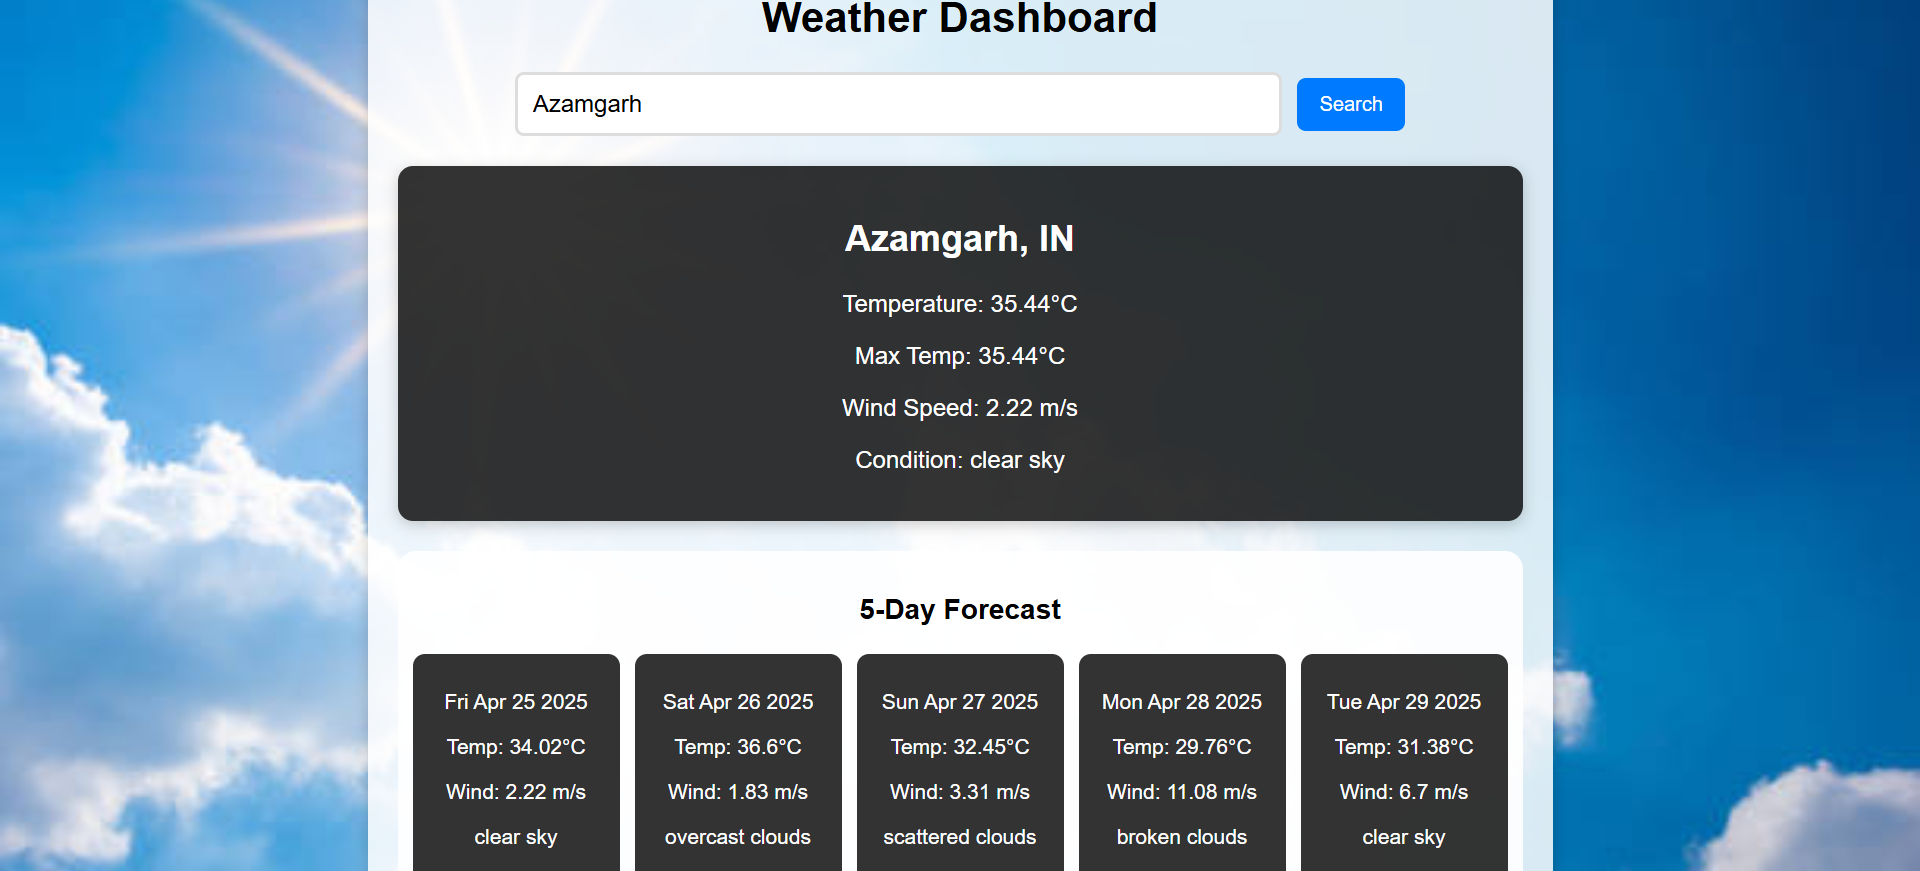 Weather Dashboard
Azamgarh
Search
Azamgarh, IN
Temperature: 35.44°C
Max Temp: 35.44°C
Wind Speed: 2.22 m/s
Condition: clear sky
5-Day Forecast
Fri Apr 25 2025
Temp: 34.02°C
Wind: 2.22 m/s
clear sky
Sat Apr 26 2025
Temp: 36.6°C
Wind: 1.83 m/s
overcast clouds
Sun Apr 27 2025
Temp: 32.45°C
Wind: 3.31 m/s
scattered clouds
Mon Apr 28 2025
Temp: 29.76°C
Wind: 11.08 m/s
broken clouds
Tue Apr 29 2025
Temp: 31.38°C
Wind: 6.7 m/s
clear sky